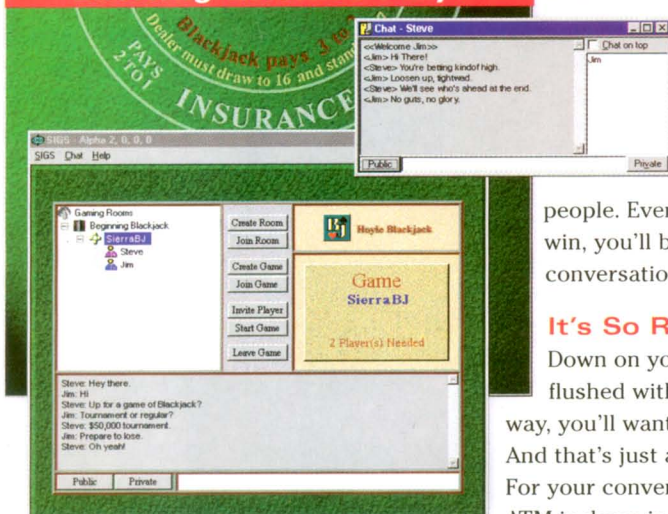 Blackjack pays 3 to
Dealer must draw to 16 and stan
PAYS
2 TO 1
INSURANCE
Chat - Steve
<<Welcome Jim>>
<Jim> Hi There!
<Steve> You're betting kindof high.
<Jim> Loosen up, tightwad.
<Steve> We'll see who's ahead at the end.
<Jim> No guts, no glory.
Chat on top
Jim
Public
Private
SIGS - Alpha 2, 0, 0, 0
SIGS Chat Help
Gaming Rooms
Beginning Blackjack
SierraBJ
Steve
Jim
Create Room
Join Room
Create Game
Join Game
Invite Player
Start Game
Leave Game
Hoyle Blackjack
Game
SierraBJ
2 Player(s) Needed
Steve: Hey there.
Jim: Hi
Steve: Up for a game of Blackjack?
Jim: Tournament or regular?
Steve: $50,000 tournament.
Jim: Prepare to lose.
Steve: Oh yeah!
Public
Private
people. Even
win, you'll b
conversatio
It's So R
Down on yo
flushed with
way, you'll want
And that's just a
For your conver